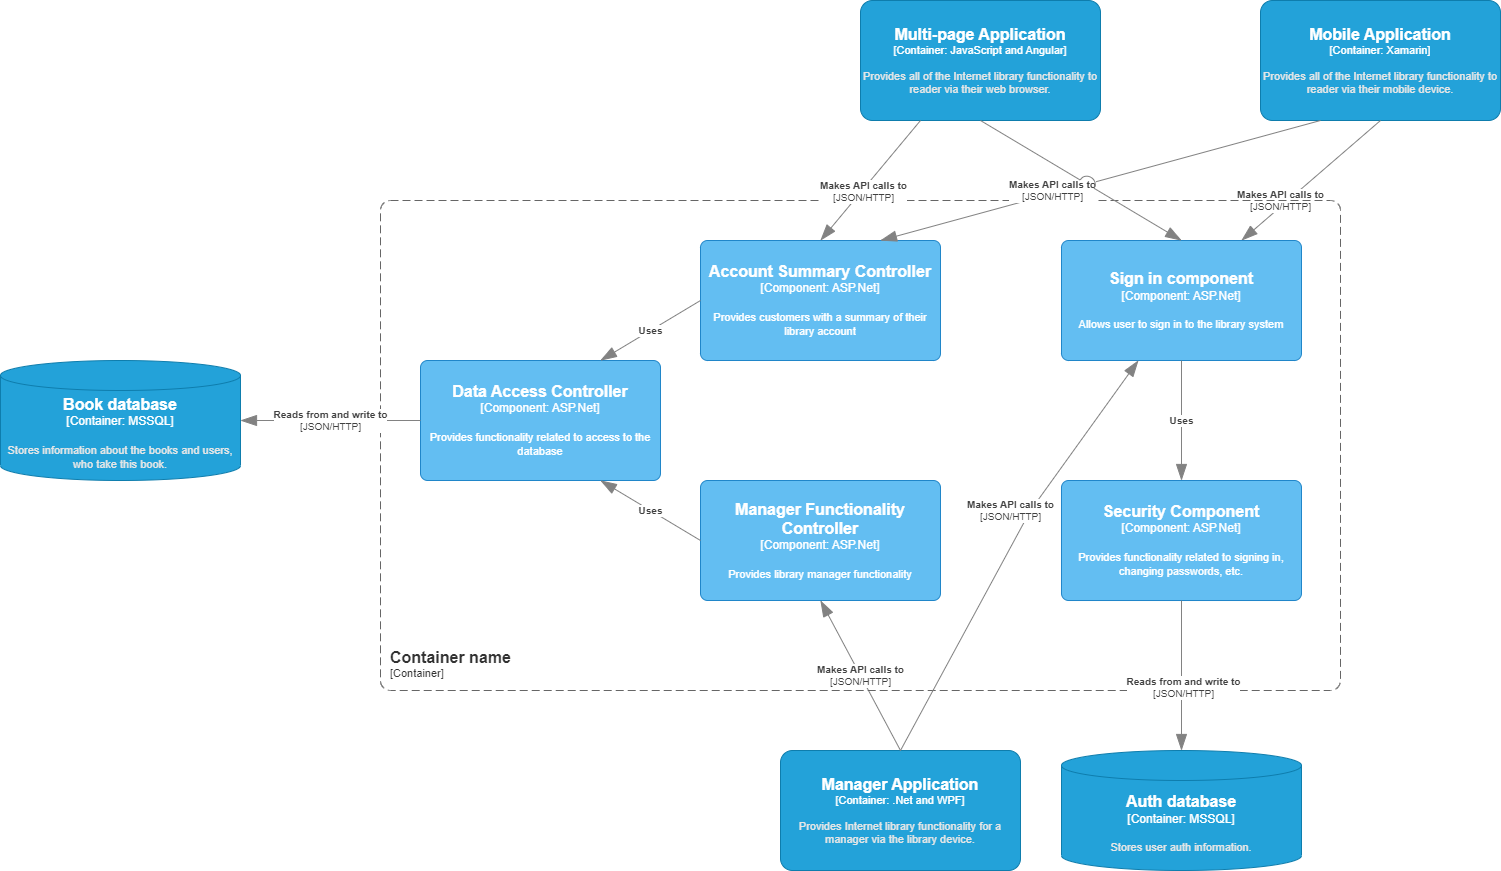 Multi-page Application
[Container: JavaScript and Angular]
Provides all of the Internet library functionality to
reader via their web browser.
Mobile Application
[Container: Xamarin]
Provides all of the Internet library functionality to
reader via their mobile device.
Makes API calls to
[JSON/HTTP]
Makes API calls to
[JSON/HTTP]
Makes API calls to
[JSON/HTTP]
Account Summary Controller
[Component: ASP.Net]
Provides customers with a summary of their
library account
Sign in component
[Component: ASP.Net]
Allows user to sign in to the library system
Uses
Book database
[Container: MSSQL]
Stores information about the books and users,
who take this book.
Reads from and write to
[JSON/HTTP]
Data Access Controller
[Component: ASP.Net]
Provides functionality related to access to the
database
Uses
Uses
Manager Functionality
Controller
[Component: ASP.Net]
Provides library manager functionality
Makes API calls to
[JSON/HTTP]
Security Component
[Component: ASP.Net]
Provides functionality related to signing in,
changing passwords, etc.
Container name
[Container]
Makes API calls to
[JSON/HTTP]
Reads from and write to
[JSON/HTTP]
Manager Application
[Container: .Net and WPF]
Provides Internet library functionality for a
manager via the library device.
Auth database
[Container: MSSQL]
Stores user auth information.